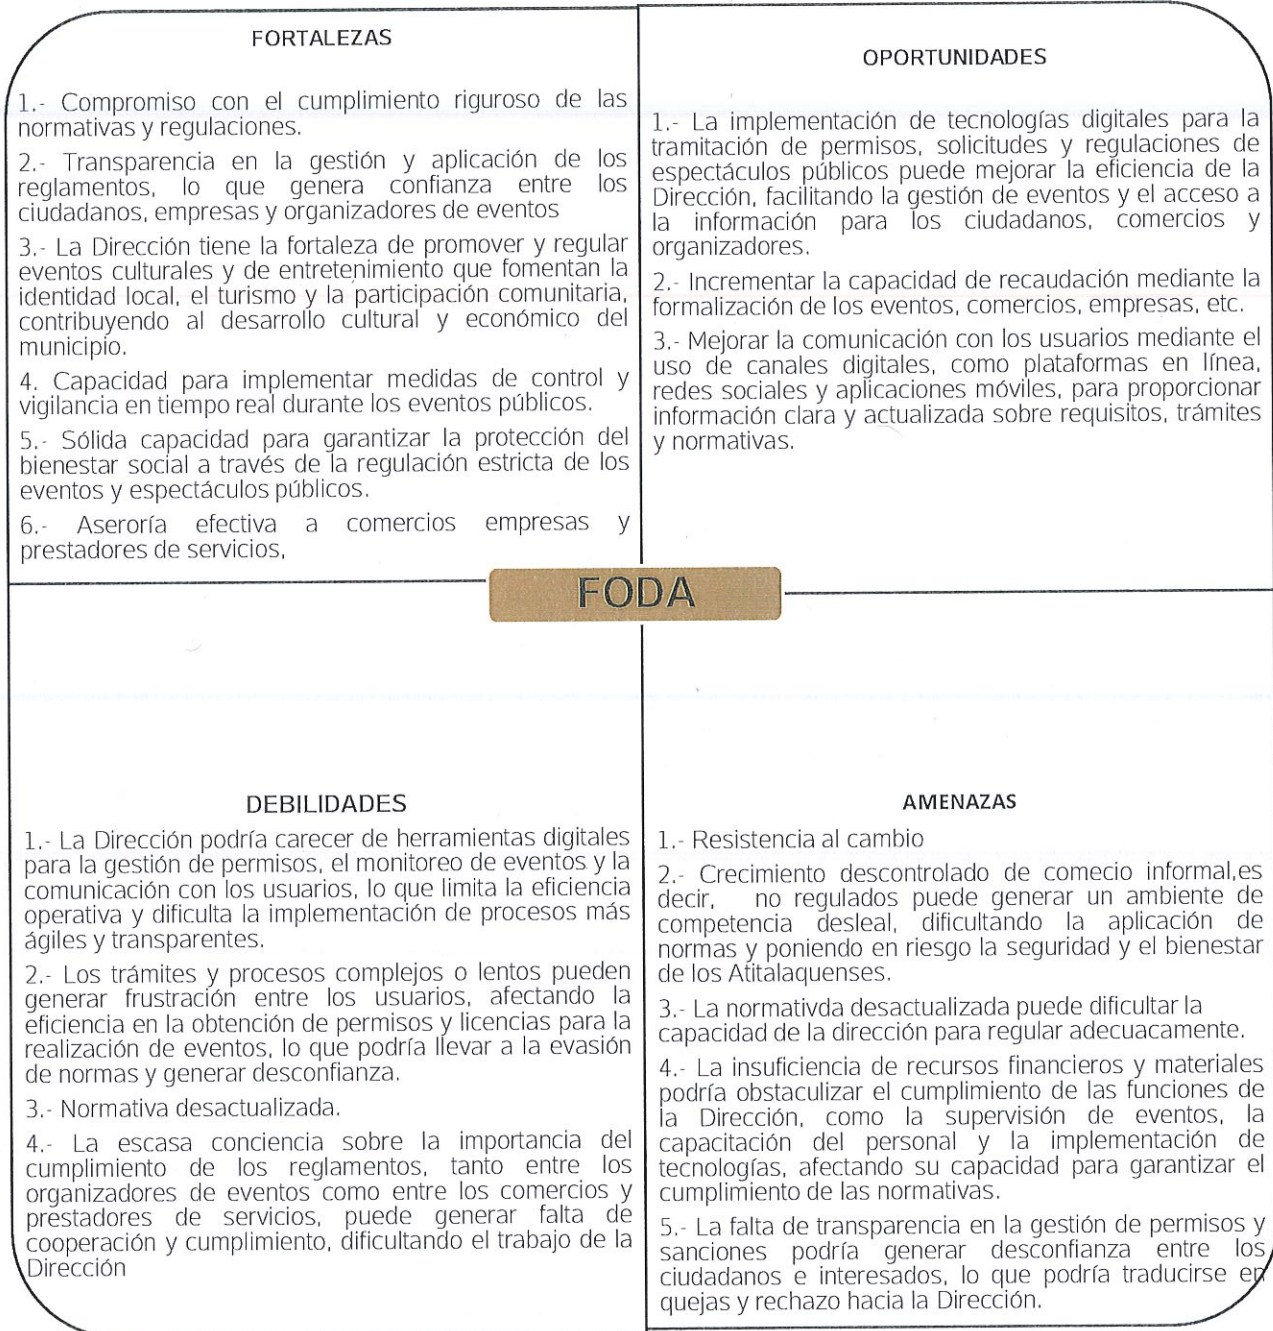 FORTALEZAS
1.- Compromiso con el cumplimiento riguroso de las
normativas y regulaciones.
2.- Transparencia en la gestión y aplicación de los
reglamentos, lo que genera confianza entre los
ciudadanos, empresas y organizadores de eventos
3.- La Dirección tiene la fortaleza de promover y regular
eventos culturales y de entretenimiento que fomentan la
identidad local, el turismo y la participación comunitaria,
contribuyendo al desarrollo cultural y económico del
municipio.
4. Capacidad para implementar medidas de control y
vigilancia en tiempo real durante los eventos públicos.
5.- Sólida capacidad para garantizar la protección del
bienestar social a través de la regulación estricta de los
eventos y espectáculos públicos.
6.- Aseroría efectiva a comercios empresas y
prestadores de servicios,
OPORTUNIDADES
1.- La implementación de tecnologías digitales para la
tramitación de permisos, solicitudes y regulaciones de
espectáculos públicos puede mejorar la eficiencia de la
Dirección, facilitando la gestión de eventos y el acceso a
la información para los ciudadanos, comercios y
organizadores.
2.- Incrementar la capacidad de recaudación mediante la
formalización de los eventos, comercios, empresas, etc.
3.- Mejorar la comunicación con los usuarios mediante el
uso de canales digitales, como plataformas en línea,
redes sociales y aplicaciones móviles, para proporcionar
información clara y actualizada sobre requisitos, trámites
y normativas.
FODA
DEBILIDADES
1.- La Dirección podría carecer de herramientas digitales
para la gestión de permisos, el monitoreo de eventos y la
comunicación con los usuarios, lo que limita la eficiencia
operativa y dificulta la implementación de procesos más
ágiles y transparentes.
2.- Los trámites y procesos complejos o lentos pueden
generar frustración entre los usuarios, afectando la
eficiencia en la obtención de permisos y licencias para la
realización de eventos, lo que podría llevar a la evasión
de normas y generar desconfianza.
3.- Normativa desactualizada.
4.- La escasa conciencia sobre la importancia del
cumplimiento de los reglamentos, tanto entre los
organizadores de eventos como entre los comercios y
prestadores de servicios, puede generar falta de
cooperación y cumplimiento, dificultando el trabajo de la
Dirección
AMENAZAS
1.- Resistencia al cambio
2.- Crecimiento descontrolado de comecio informal,es
decir, no regulados puede generar un ambiente de
competencia desleal, dificultando la aplicación de
normas y poniendo en riesgo la seguridad y el bienestar
de los Atitalaquenses.
3.- La normativda desactualizada puede dificultar la
capacidad de la dirección para regular adecuacamente.
4.- La insuficiencia de recursos financieros y materiales
podría obstaculizar el cumplimiento de las funciones de
la Dirección, como la supervisión de eventos, la
capacitación del personal y la implementación de
tecnologías, afectando su capacidad para garantizar el
cumplimiento de las normativas.
5.- La falta de transparencia en la gestión de permisos y
sanciones podría generar desconfianza entre los
ciudadanos e interesados, lo que podría traducirse en
quejas y rechazo hacia la Dirección.